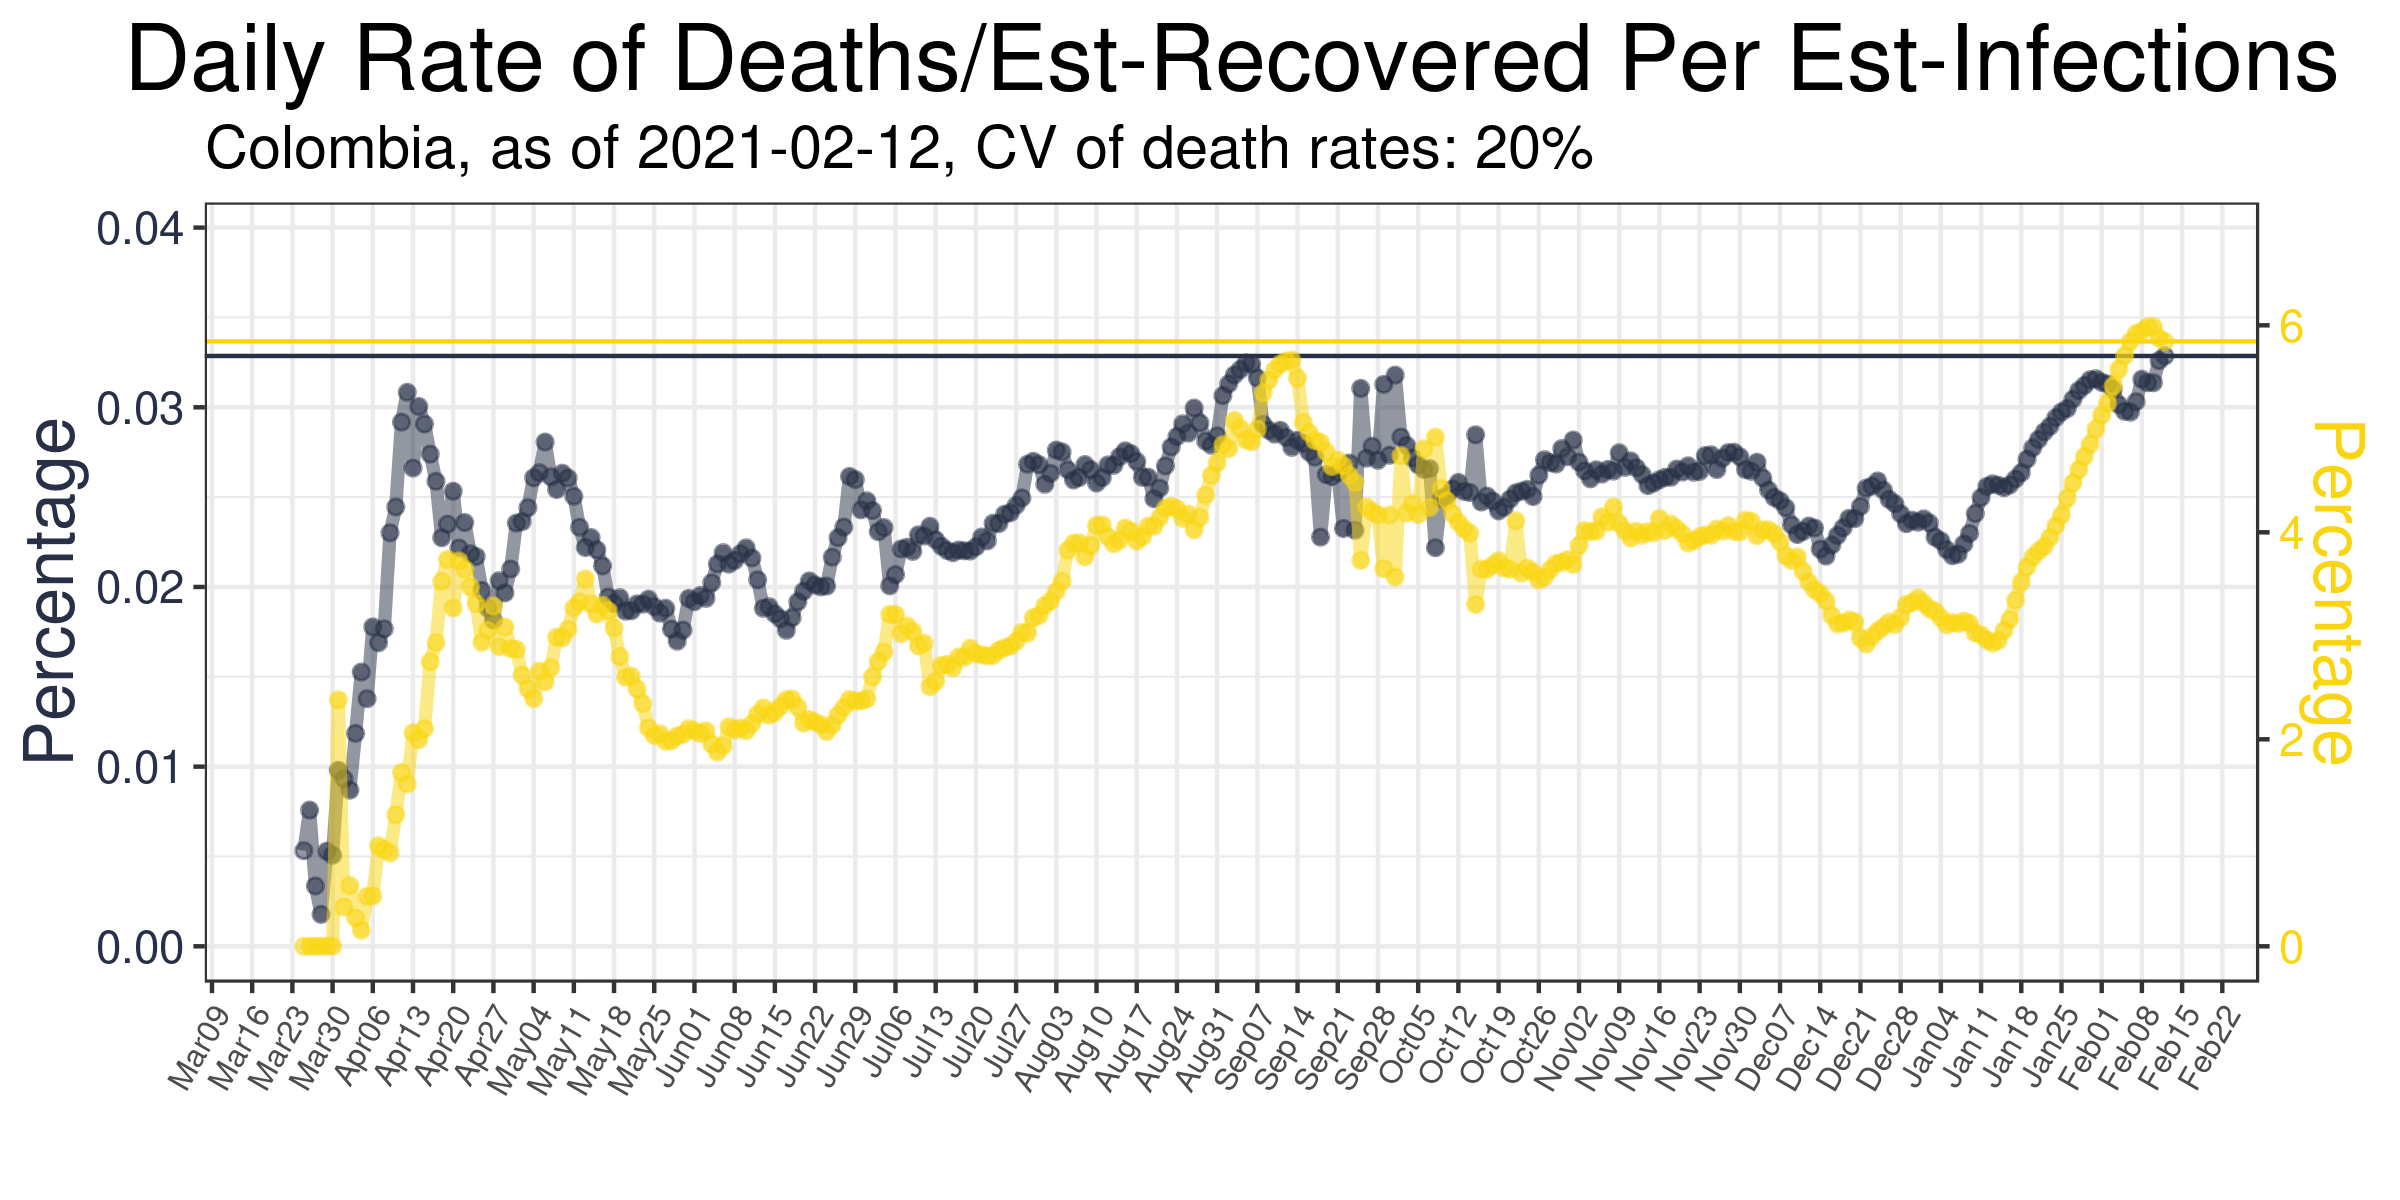 Daily Rate of Deaths/Est-Recovered Per Est-Infections
Colombia, as of 2021-02-12, CV of death rates: 20%
Percentage
0.04
0.03
0.02
0.01
0.00
6
4
2
0
Percentage
Mar09 Mar16 Mar23 Mar30 Apr06 Apr13 Apr20 Apr27 May04 May11 May18 May25 Jun01 Jun08 Jun15 Jun22 Jun29 Jul06 Jul13 Jul20 Jul27 Aug03 Aug10 Aug17 Aug24 Aug31 Sep07 Sep14 Sep21 Sep28 Oct05 Oct12 Oct19 Oct26 Nov02 Nov09 Nov16 Nov23 Nov30 Dec07 Dec14 Dec21 Dec28 Jan04 Jan11 Jan18 Jan25 Feb01 Feb08 Feb15 Feb22